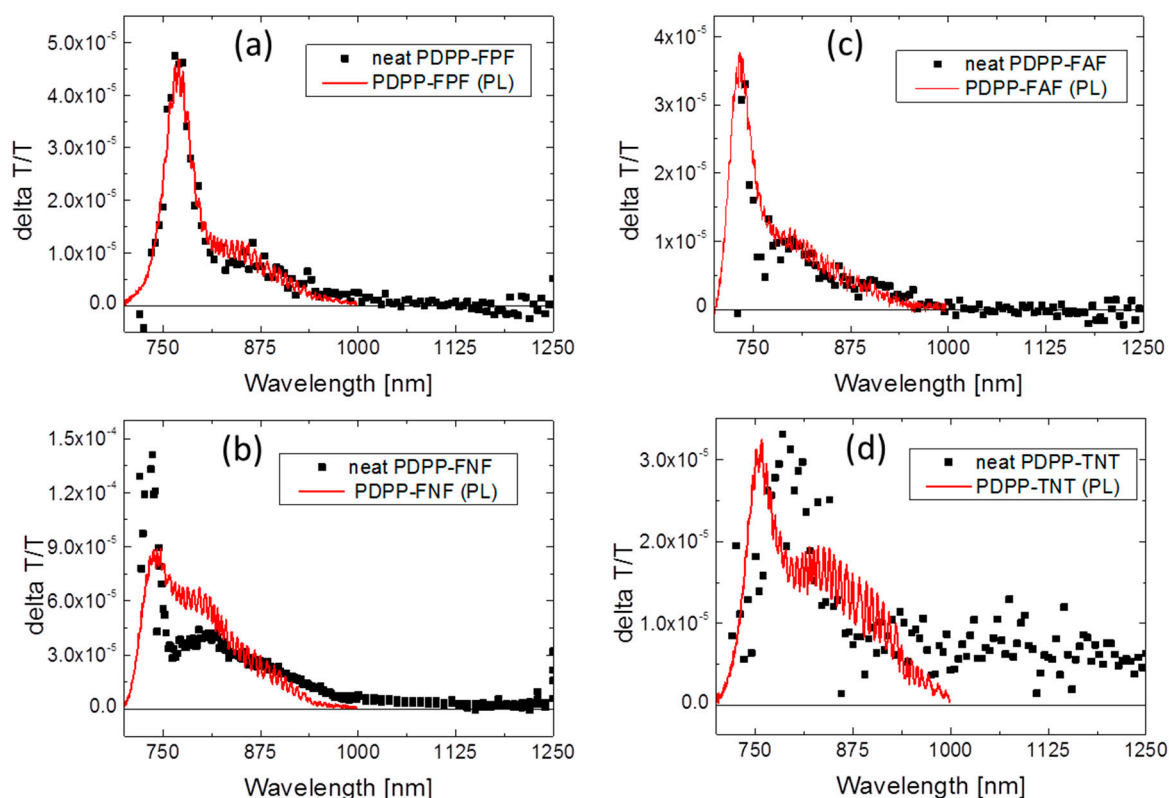 (a)
neat PDPP-FPF
PDPP-FPF (PL)
5.0x10⁻⁵
4.0x10⁻⁵
3.0x10⁻⁵
2.0x10⁻⁵
1.0x10⁻⁵
0.0
delta T/T
750 875 1000 1125 1250
Wavelength [nm]
(c)
neat PDPP-FAF
PDPP-FAF (PL)
4x10⁻⁵
3x10⁻⁵
2x10⁻⁵
1x10⁻⁵
0
delta T/T
750 875 1000 1125 1250
Wavelength [nm]
(b)
neat PDPP-FNF
PDPP-FNF (PL)
1.5x10⁻⁴
1.2x10⁻⁴
9.0x10⁻⁵
6.0x10⁻⁵
3.0x10⁻⁵
0.0
delta T/T
750 875 1000 1125 1250
Wavelength [nm]
(d)
neat PDPP-TNT
PDPP-TNT (PL)
3.0x10⁻⁵
2.0x10⁻⁵
1.0x10⁻⁵
0.0
delta T/T
750 875 1000 1125 1250
Wavelength [nm]